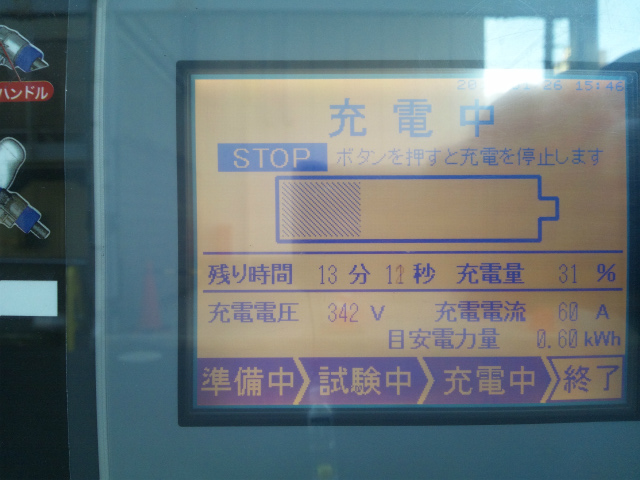 ハンドル
26 15:46
充電中
STOP ボタンを押すと充電を停止します
残り時間 13 分 11 秒 充電量 31 %
充電電圧 342 V 充電電流 60 A
目安電力量 0.60 kWh
準備中 試験中 充電中 終了